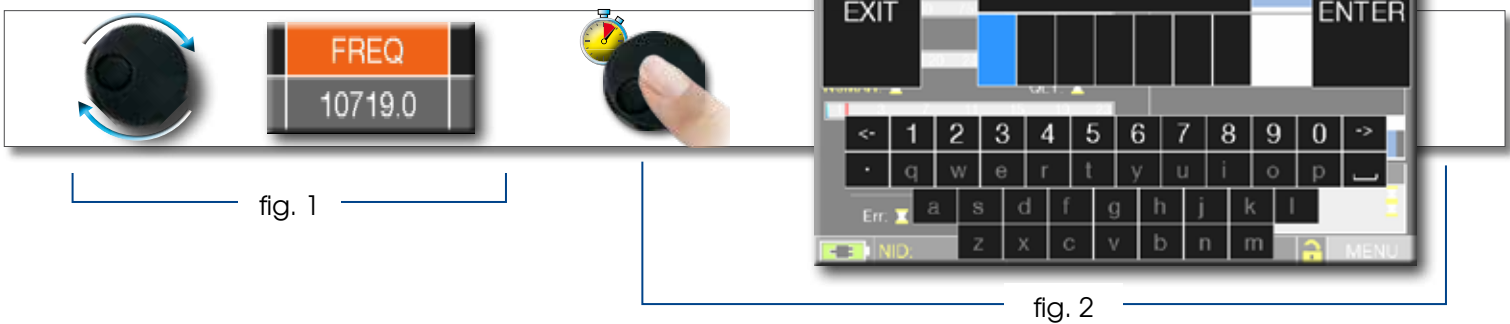 EXIT ENTER
FREQ
10719.0
<- 1 2 3 4 5 6 7 8 9 0 ->
. q w e r t y u i o p
a s d f g h j k l
Err:
z x c v b n m
NID: MENU
fig. 1
fig. 2